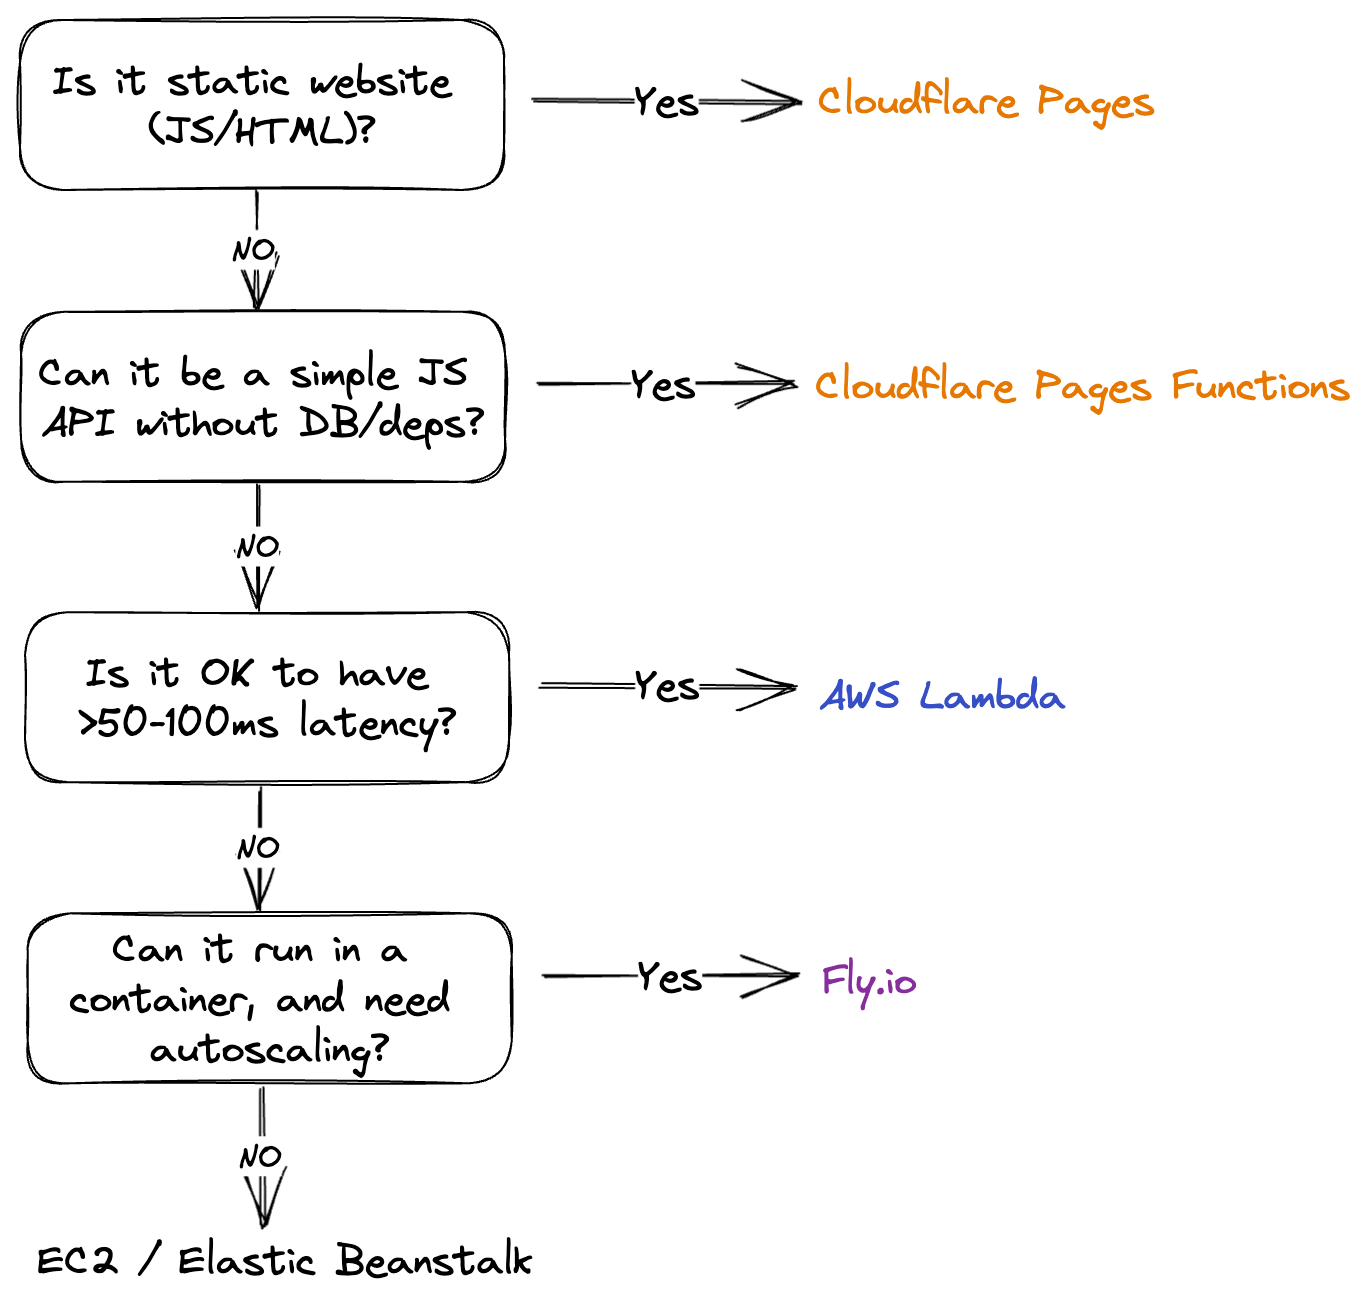 Is it static website
(JS/HTML)?
Yes
Cloudflare Pages
NO
Can it be a simple JS
API without DB/deps?
Yes
Cloudflare Pages Functions
NO
Is it OK to have
>50-100ms latency?
Yes
AWS Lambda
NO
Can it run in a
container, and need
autoscaling?
Yes
Fly.io
NO
EC2 / Elastic Beanstalk